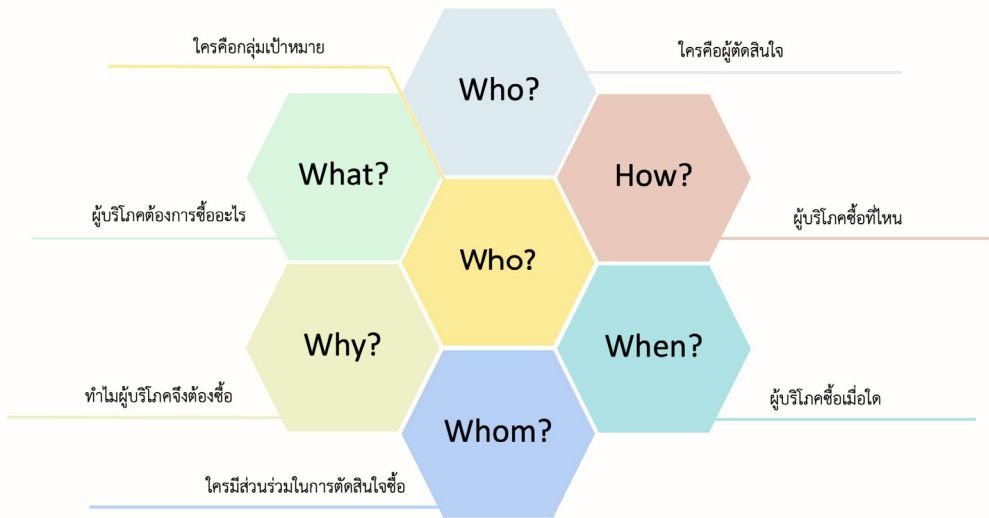 ใครคือกลุ่มเป้าหมาย
ใครคือผู้ตัดสินใจ
Who?
What?
How?
ผู้บริโภคต้องการซื้ออะไร
ผู้บริโภคซื้อที่ไหน
Who?
Why?
When?
ทำไมผู้บริโภคจึงต้องซื้อ
ผู้บริโภคซื้อเมื่อใด
Whom?
ใครมีส่วนร่วมในการตัดสินใจซื้อ